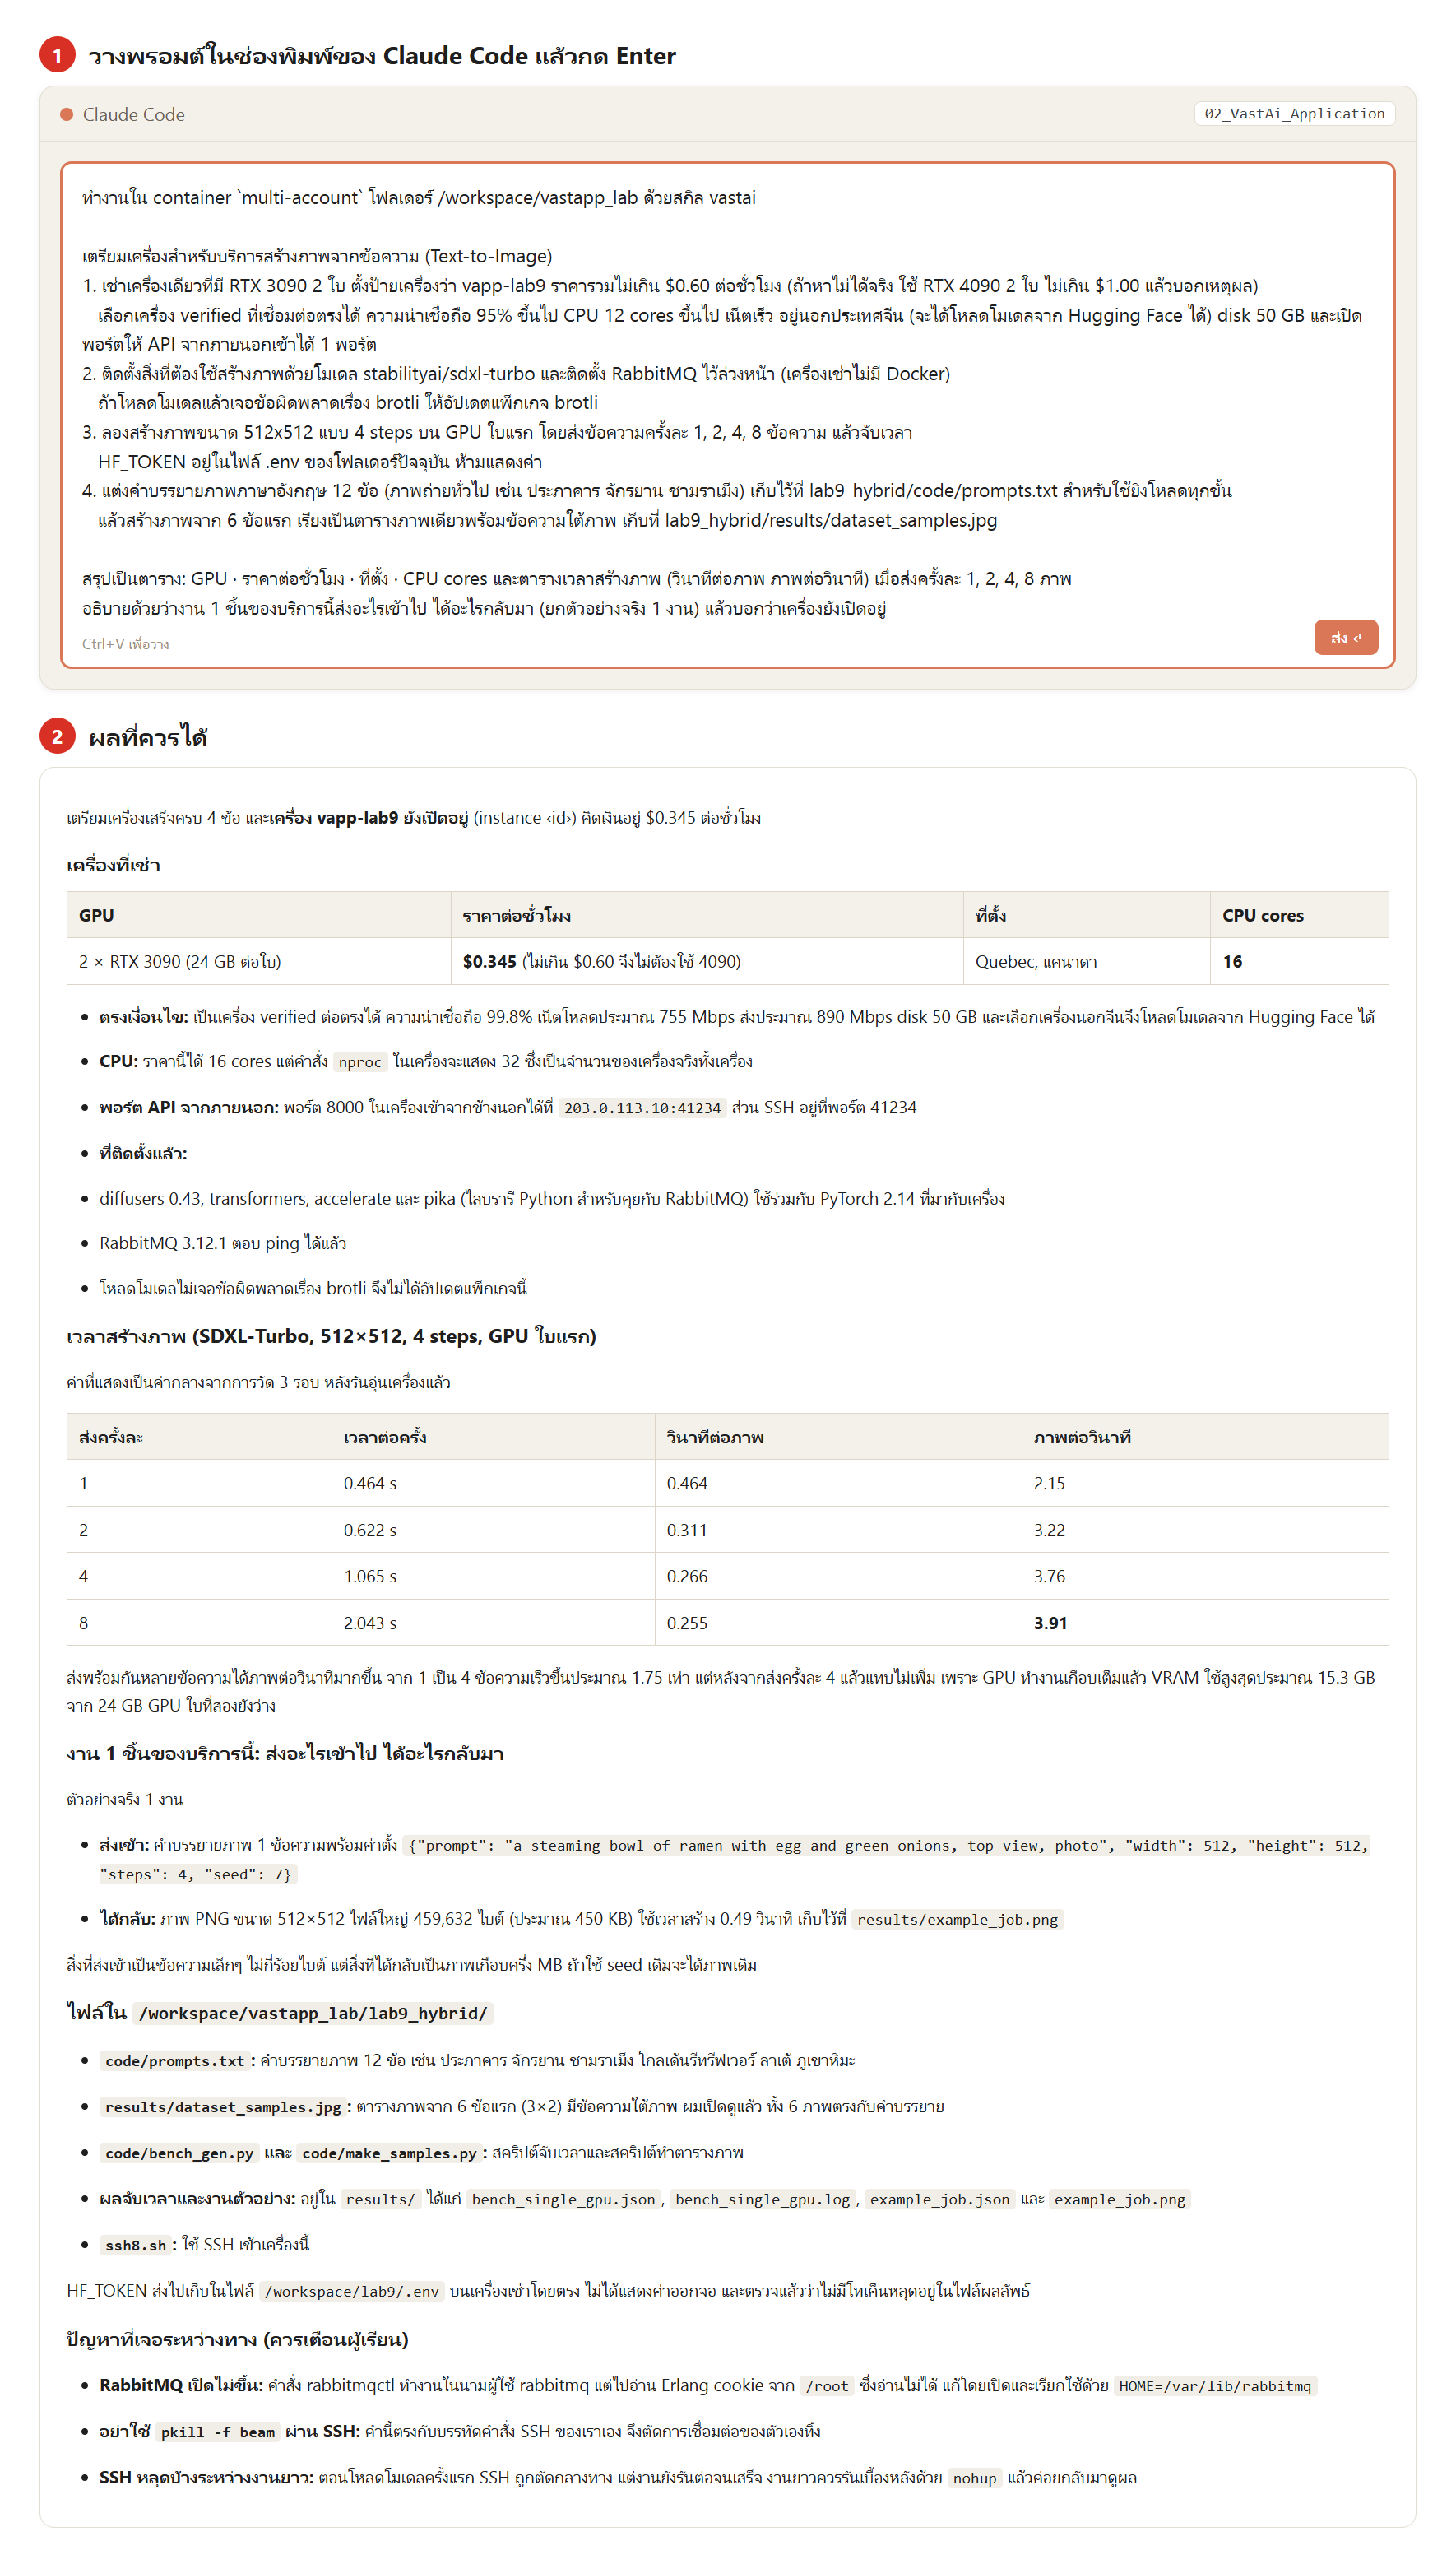 1 วางพรอมต์ในช่องพิมพ์ของ Claude Code แล้วกด Enter
Claude Code
02_VastAi_Application
ทำงานใน container `multi-account` โฟลเดอร์ /workspace/vastapp_lab ด้วยสกิล vastai
เตรียมเครื่องสำหรับบริการสร้างภาพจากข้อความ (Text-to-Image)
1. เช่าเครื่องเดียวที่มี RTX 3090 2 ใบ ตั้งป้ายเครื่องว่า vapp-lab9 ราคารวมไม่เกิน $0.60 ต่อชั่วโมง (ถ้าหาไม่ได้จริง ใช้ RTX 4090 2 ใบ ไม่เกิน $1.00 แล้วบอกเหตุผล)
เลือกเครื่อง verified ที่เชื่อมต่อตรงได้ ความน่าเชื่อถือ 95% ขึ้นไป CPU 12 cores ขึ้นไป เน็ตเร็ว อยู่นอกประเทศจีน (จะได้โหลดโมเดลจาก Hugging Face ได้) disk 50 GB และเปิด
พอร์ตให้ API จากภายนอกเข้าได้ 1 พอร์ต
2. ติดตั้งสิ่งที่ต้องใช้สร้างภาพด้วยโมเดล stabilityai/sdxl-turbo และติดตั้ง RabbitMQ ไว้ล่วงหน้า (เครื่องเช่าไม่มี Docker)
ถ้าโหลดโมเดลแล้วเจอข้อผิดพลาดเรื่อง brotli ให้อัปเดตแพ็กเกจ brotli
3. ลองสร้างภาพขนาด 512x512 แบบ 4 steps บน GPU ใบแรก โดยส่งข้อความครั้งละ 1, 2, 4, 8 ข้อความ แล้วจับเวลา
HF_TOKEN อยู่ในไฟล์ .env ของโฟลเดอร์ปัจจุบัน ห้ามแสดงค่า
4. แต่งคำบรรยายภาพภาษาอังกฤษ 12 ข้อ (ภาพถ่ายทั่วไป เช่น ประภาคาร จักรยาน ชามราเม็ง) เก็บไว้ที่ lab9_hybrid/code/prompts.txt สำหรับใช้ยิงโหลดทุกขั้น
แล้วสร้างภาพจาก 6 ข้อแรก เรียงเป็นตารางภาพเดียวพร้อมข้อความใต้ภาพ เก็บที่ lab9_hybrid/results/dataset_samples.jpg
สรุปเป็นตาราง: GPU · ราคาต่อชั่วโมง · ที่ตั้ง · CPU cores และตารางเวลาสร้างภาพ (วินาทีต่อภาพ ภาพต่อวินาที) เมื่อส่งครั้งละ 1, 2, 4, 8 ภาพ
อธิบายด้วยว่างาน 1 ชิ้นของบริการนี้ส่งอะไรเข้าไป ได้อะไรกลับมา (ยกตัวอย่างจริง 1 งาน) แล้วบอกว่าเครื่องยังเปิดอยู่
Ctrl+V เพื่อวาง
ส่ง ↵
2 ผลที่ควรได้
เตรียมเครื่องเสร็จครบ 4 ข้อ และเครื่อง vapp-lab9 ยังเปิดอยู่ (instance ‹id›) คิดเงินอยู่ $0.345 ต่อชั่วโมง
เครื่องที่เช่า
GPU ราคาต่อชั่วโมง ที่ตั้ง CPU cores
2 × RTX 3090 (24 GB ต่อใบ) $0.345 (ไม่เกิน $0.60 จึงไม่ต้องใช้ 4090) Quebec, แคนาดา 16
• ตรงเงื่อนไข: เป็นเครื่อง verified ต่อตรงได้ ความน่าเชื่อถือ 99.8% เน็ตโหลดประมาณ 755 Mbps ส่งประมาณ 890 Mbps disk 50 GB และเลือกเครื่องนอกจีนจึงโหลดโมเดลจาก Hugging Face ได้
• CPU: ราคานี้ได้ 16 cores แต่คำสั่ง nproc ในเครื่องจะแสดง 32 ซึ่งเป็นจำนวนของเครื่องจริงทั้งเครื่อง
• พอร์ต API จากภายนอก: พอร์ต 8000 ในเครื่องเข้าจากข้างนอกได้ที่ 203.0.113.10:41234 ส่วน SSH อยู่ที่พอร์ต 41234
• ที่ติดตั้งแล้ว:
• diffusers 0.43, transformers, accelerate และ pika (ไลบรารี Python สำหรับคุยกับ RabbitMQ) ใช้ร่วมกับ PyTorch 2.14 ที่มากับเครื่อง
• RabbitMQ 3.12.1 ตอบ ping ได้แล้ว
• โหลดโมเดลไม่เจอข้อผิดพลาดเรื่อง brotli จึงไม่ได้อัปเดตแพ็กเกจนี้
เวลาสร้างภาพ (SDXL-Turbo, 512×512, 4 steps, GPU ใบแรก)
ค่าที่แสดงเป็นค่ากลางจากการวัด 3 รอบ หลังรันอุ่นเครื่องแล้ว
ส่งครั้งละ เวลาต่อครั้ง วินาทีต่อภาพ ภาพต่อวินาที
1 0.464 s 0.464 2.15
2 0.622 s 0.311 3.22
4 1.065 s 0.266 3.76
8 2.043 s 0.255 3.91
ส่งพร้อมกันหลายข้อความได้ภาพต่อวินาทีมากขึ้น จาก 1 เป็น 4 ข้อความเร็วขึ้นประมาณ 1.75 เท่า แต่หลังจากส่งครั้งละ 4 แล้วแทบไม่เพิ่ม เพราะ GPU ทำงานเกือบเต็มแล้ว VRAM ใช้สูงสุดประมาณ 15.3 GB
จาก 24 GB GPU ใบที่สองยังว่าง
งาน 1 ชิ้นของบริการนี้: ส่งอะไรเข้าไป ได้อะไรกลับมา
ตัวอย่างจริง 1 งาน
• ส่งเข้า: คำบรรยายภาพ 1 ข้อความพร้อมค่าตั้ง {"prompt": "a steaming bowl of ramen with egg and green onions, top view, photo", "width": 512, "height": 512,
"steps": 4, "seed": 7}
• ได้กลับ: ภาพ PNG ขนาด 512×512 ไฟล์ใหญ่ 459,632 ไบต์ (ประมาณ 450 KB) ใช้เวลาสร้าง 0.49 วินาที เก็บไว้ที่ results/example_job.png
สิ่งที่ส่งเข้าเป็นข้อความเล็กๆ ไม่กี่ร้อยไบต์ แต่สิ่งที่ได้กลับเป็นภาพเกือบครึ่ง MB ถ้าใช้ seed เดิมจะได้ภาพเดิม
ไฟล์ใน /workspace/vastapp_lab/lab9_hybrid/
• code/prompts.txt: คำบรรยายภาพ 12 ข้อ เช่น ประภาคาร จักรยาน ชามราเม็ง โกลเด้นรีทรีฟเวอร์ ลาเต้ ภูเขาหิมะ
• results/dataset_samples.jpg: ตารางภาพจาก 6 ข้อแรก (3×2) มีข้อความใต้ภาพ ผมเปิดดูแล้ว ทั้ง 6 ภาพตรงกับคำบรรยาย
• code/bench_gen.py และ code/make_samples.py: สคริปต์จับเวลาและสคริปต์ทำตารางภาพ
• ผลจับเวลาและงานตัวอย่าง: อยู่ใน results/ ได้แก่ bench_single_gpu.json, bench_single_gpu.log, example_job.json และ example_job.png
• ssh8.sh: ใช้ SSH เข้าเครื่องนี้
HF_TOKEN ส่งไปเก็บในไฟล์ /workspace/lab9/.env บนเครื่องเช่าโดยตรง ไม่ได้แสดงค่าออกจอ และตรวจแล้วว่าไม่มีโทเค็นหลุดอยู่ในไฟล์ผลลัพธ์
ปัญหาที่เจอระหว่างทาง (ควรเตือนผู้เรียน)
• RabbitMQ เปิดไม่ขึ้น: คำสั่ง rabbitmqctl ทำงานในนามผู้ใช้ rabbitmq แต่ไปอ่าน Erlang cookie จาก /root ซึ่งอ่านไม่ได้ แก้โดยเปิดและเรียกใช้ด้วย HOME=/var/lib/rabbitmq
• อย่าใช้ pkill -f beam ผ่าน SSH: คำนี้ตรงกับบรรทัดคำสั่ง SSH ของเราเอง จึงตัดการเชื่อมต่อของตัวเองทิ้ง
• SSH หลุดบ้างระหว่างงานยาว: ตอนโหลดโมเดลครั้งแรก SSH ถูกตัดกลางทาง แต่งานยังรันต่อจนเสร็จ งานยาวควรรันเบื้องหลังด้วย nohup แล้วค่อยกลับมาดูผล